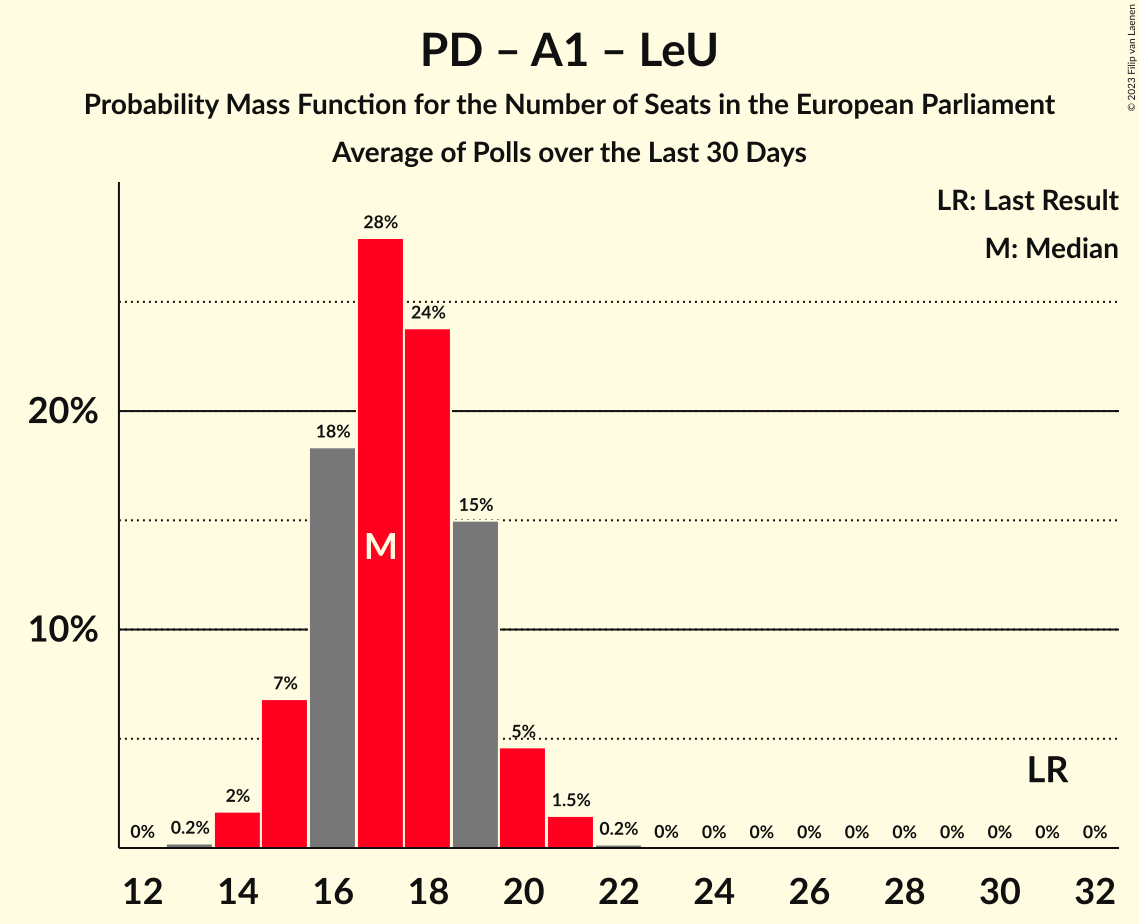 PD – A1 – LeU
Probability Mass Function for the Number of Seats in the European Parliament
Average of Polls over the Last 30 Days
© 2023 Filip van Laenen
LR: Last Result
M: Median
28%
24%
20%
18%
15%
M
10%
7%
5%
LR
2%
1.5%
0% 0.2% 0.2% 0% 0% 0% 0% 0% 0% 0% 0% 0% 0%
12 14 16 18 20 22 24 26 28 30 32